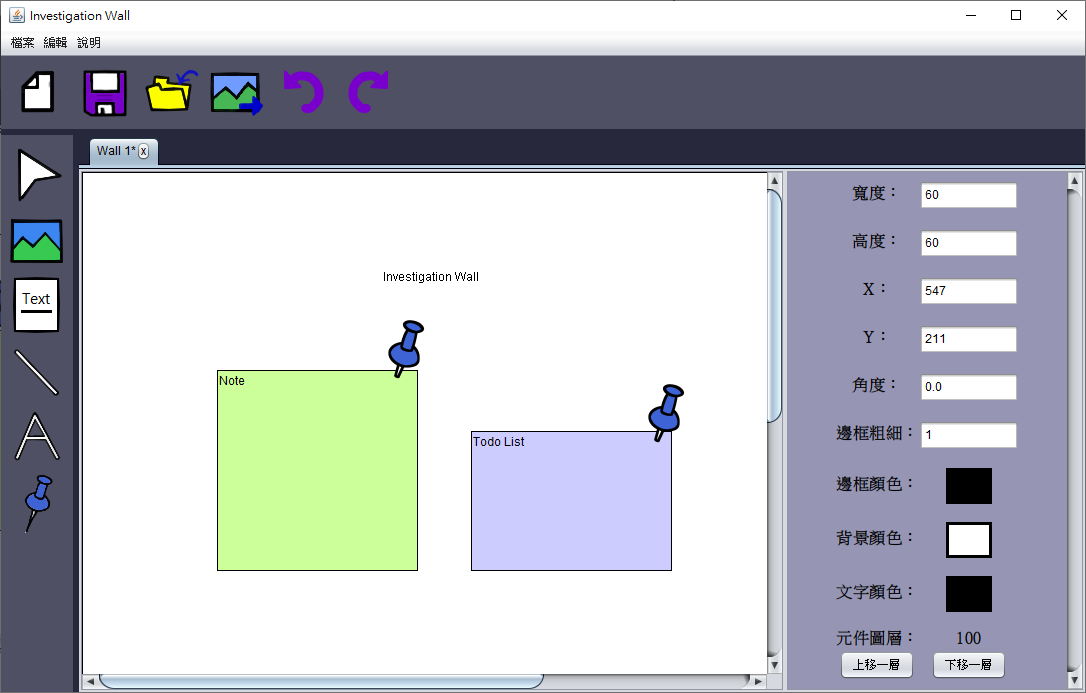 Investigation Wall
檔案 編輯 說明
Wall 1* x
Text
Investigation Wall
Note
Todo List
寬度： 60
高度： 60
X： 547
Y： 211
角度： 0.0
邊框粗細： 1
邊框顏色：
背景顏色：
文字顏色：
元件圖層： 100
上移一層 下移一層